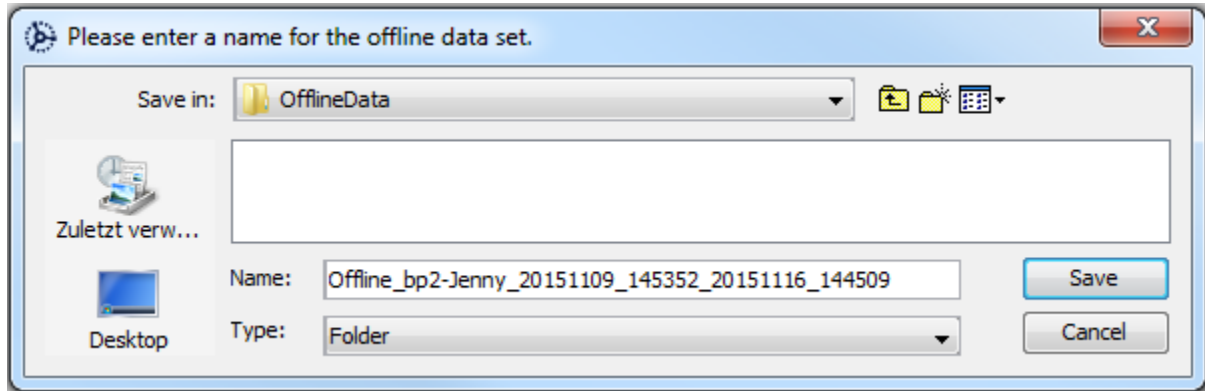 Please enter a name for the offline data set.
Save in: OfflineData
Zuletzt verw...
Desktop
Name: Offline_bp2-Jenny_20151109_145352_20151116_144509 Save
Type: Folder Cancel